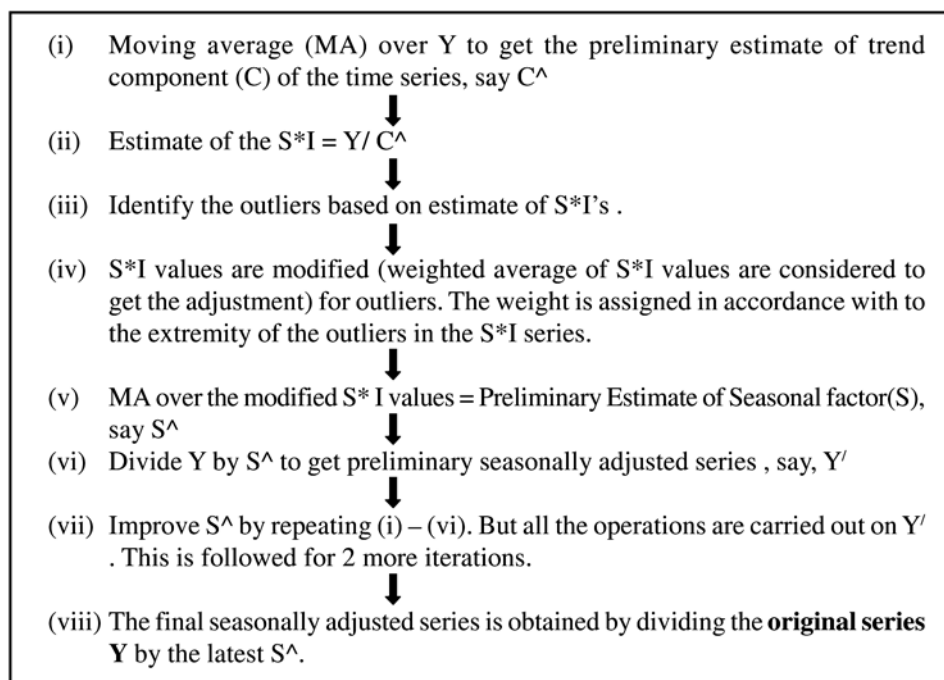 (i) Moving average (MA) over Y to get the preliminary estimate of trend
component (C) of the time series, say C^
(ii) Estimate of the S*I = Y/ C^
(iii) Identify the outliers based on estimate of S*I's .
(iv) S*I values are modified (weighted average of S*I values are considered to
get the adjustment) for outliers. The weight is assigned in accordance with to
the extremity of the outliers in the S*I series.
(v) MA over the modified S* I values = Preliminary Estimate of Seasonal factor(S),
say S^
(vi) Divide Y by S^ to get preliminary seasonally adjusted series , say, Y/
(vii) Improve S^ by repeating (i) – (vi). But all the operations are carried out on Y/
. This is followed for 2 more iterations.
(viii) The final seasonally adjusted series is obtained by dividing the original series
Y by the latest S^.